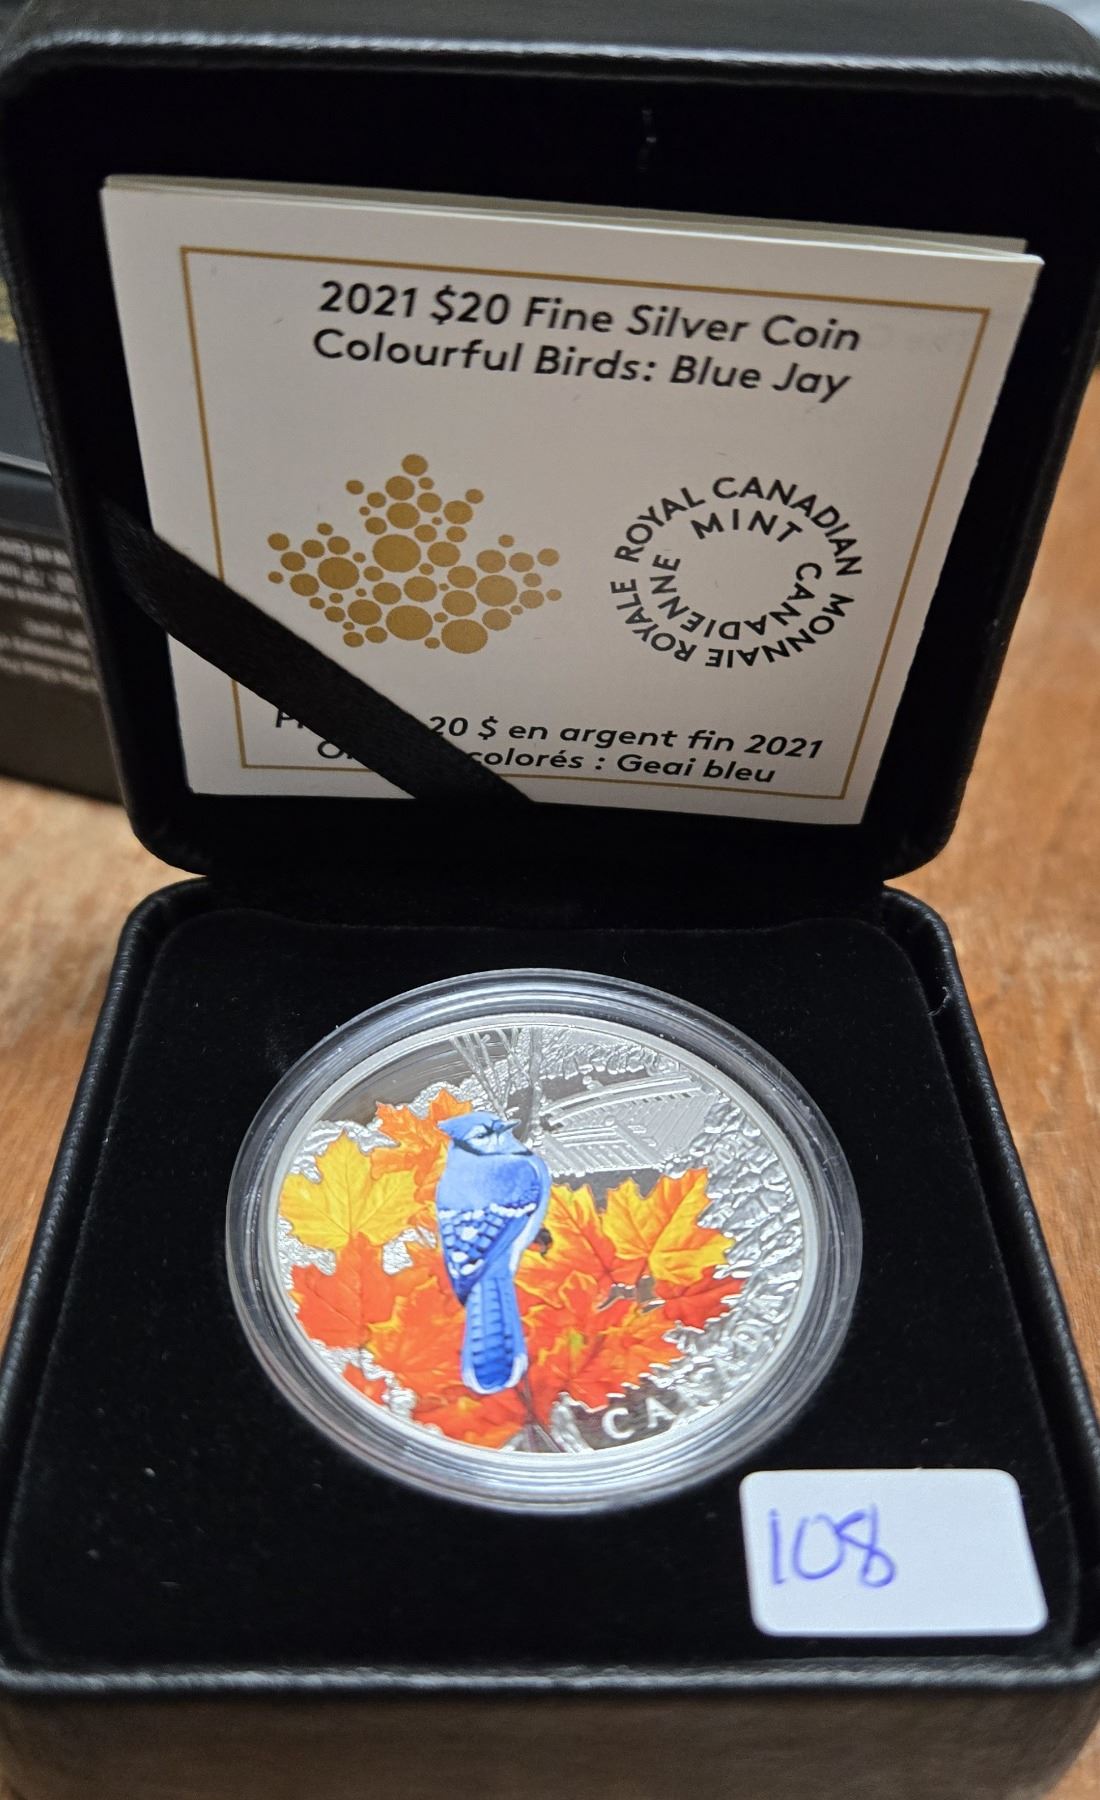 2021 $20 Fine Silver Coin
Colourful Birds: Blue Jay
ROYAL CANADIAN
MINT
MONNAIE ROYALE
CANADIENNE
20 $ en argent fin 2021
colorés : Geai bleu
CANADA
108